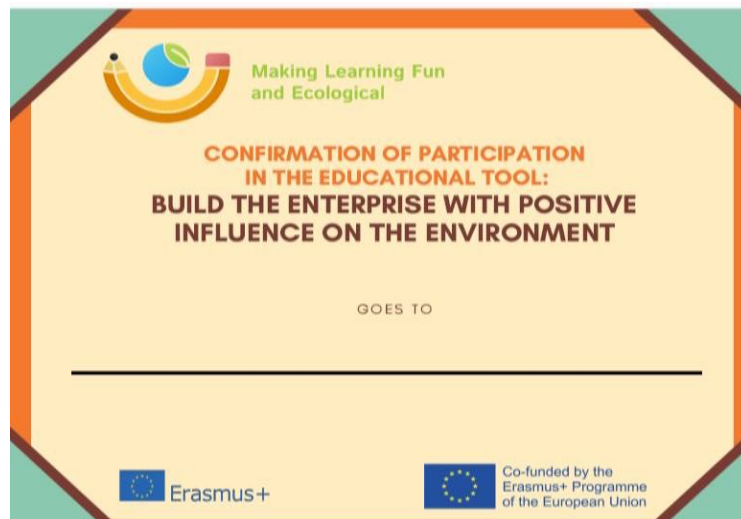 Making Learning Fun
and Ecological
CONFIRMATION OF PARTICIPATION
IN THE EDUCATIONAL TOOL:
BUILD THE ENTERPRISE WITH POSITIVE
INFLUENCE ON THE ENVIRONMENT
GOES TO
Erasmus+
Co-funded by the
Erasmus+ Programme
of the European Union